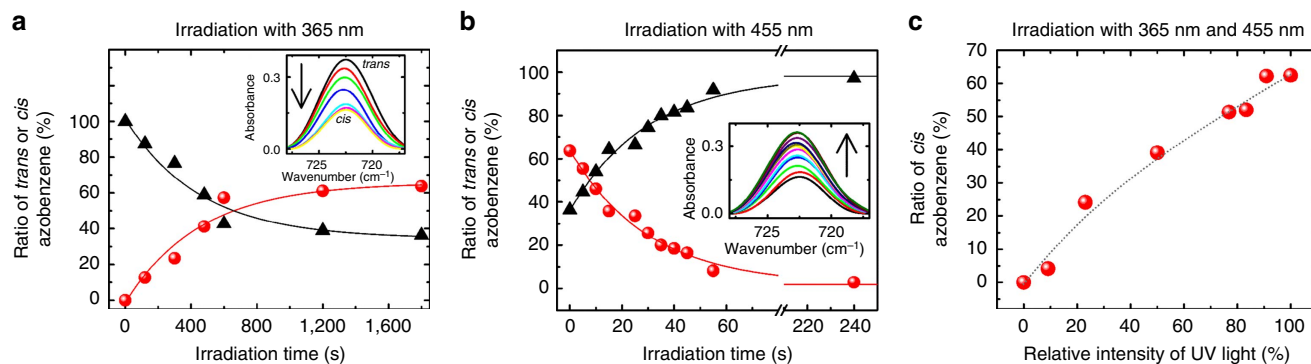 a
Irradiation with 365 nm
Ratio of trans or cis
azobenzene (%)
140
120
100
80
60
40
20
0
0 400 800 1,200 1,600
Irradiation time (s)
Absorbance
0.3
0.0
trans
cis
725 720
Wavenumber (cm⁻¹)
b
Irradiation with 455 nm
Ratio of trans or cis
azobenzene (%)
100
80
60
40
20
0
0 20 40 60 220 240
Irradiation time (s)
Absorbance
0.3
0.0
725 720
Wavenumber (cm⁻¹)
c
Irradiation with 365 nm and 455 nm
Ratio of cis
azobenzene (%)
70
60
50
40
30
20
10
0
0 20 40 60 80 100
Relative intensity of UV light (%)